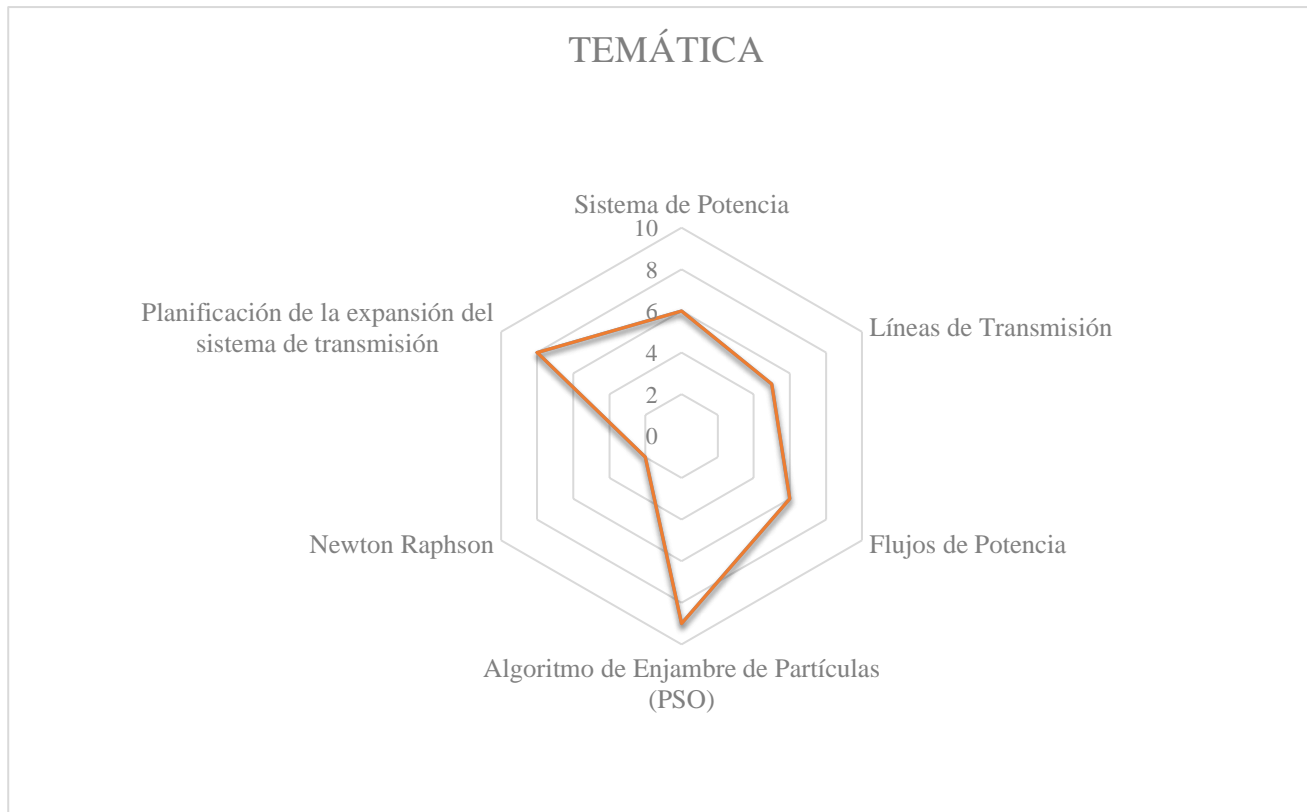 TEMÁTICA
Sistema de Potencia
10
8
6
4
2
0
Líneas de Transmisión
Flujos de Potencia
Algoritmo de Enjambre de Partículas
(PSO)
Newton Raphson
Planificación de la expansión del
sistema de transmisión